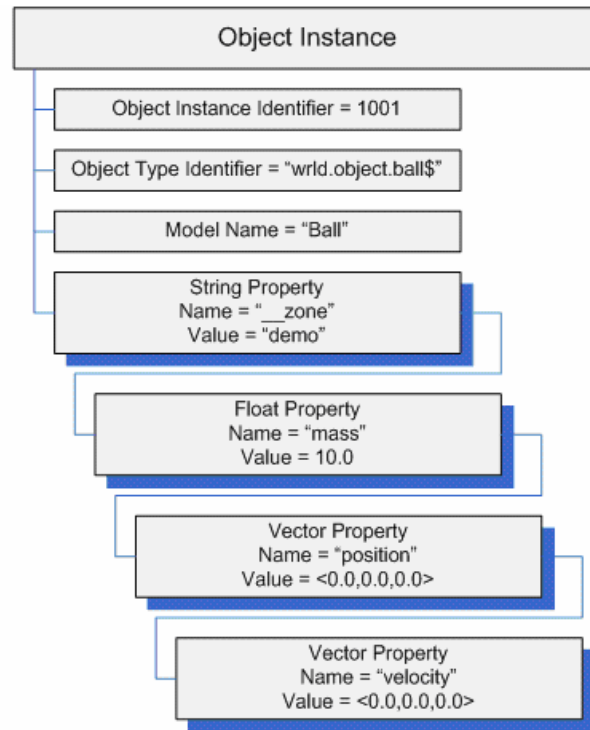 Object Instance
Object Instance Identifier = 1001
Object Type Identifier = “wrld.object.ball$”
Model Name = “Ball”
String Property
Name = “__zone”
Value = “demo”
Float Property
Name = “mass”
Value = 10.0
Vector Property
Name = “position”
Value = <0.0,0.0,0.0>
Vector Property
Name = “velocity”
Value = <0.0,0.0,0.0>